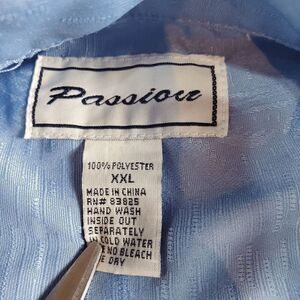 Passion
100% POLYESTER
XXL
MADE IN CHINA
RN# 83825
HAND WASH
INSIDE OUT
SEPARATELY
IN COLD WATER
NO BLEACH
DRY